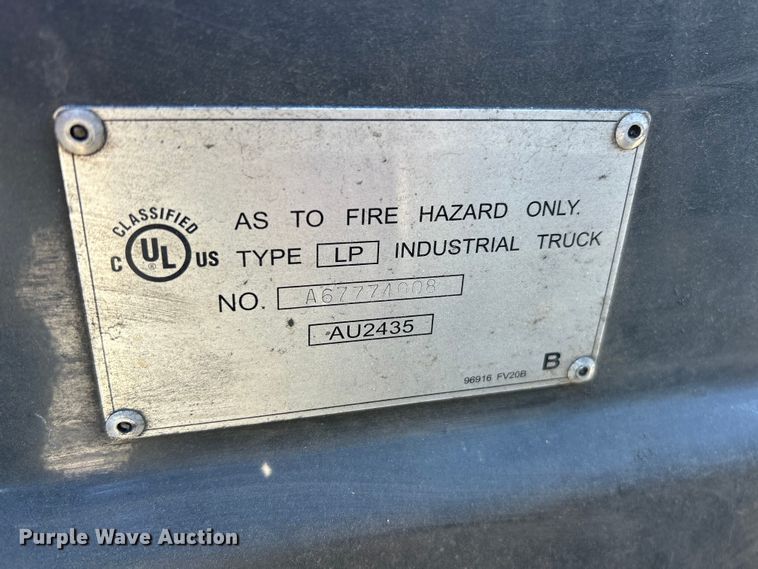 CLASSIFIED
C UL ® US
AS TO FIRE HAZARD ONLY.
TYPE LP INDUSTRIAL TRUCK
NO. A67774008
AU2435
96916 FV20B
B
Purple Wave Auction